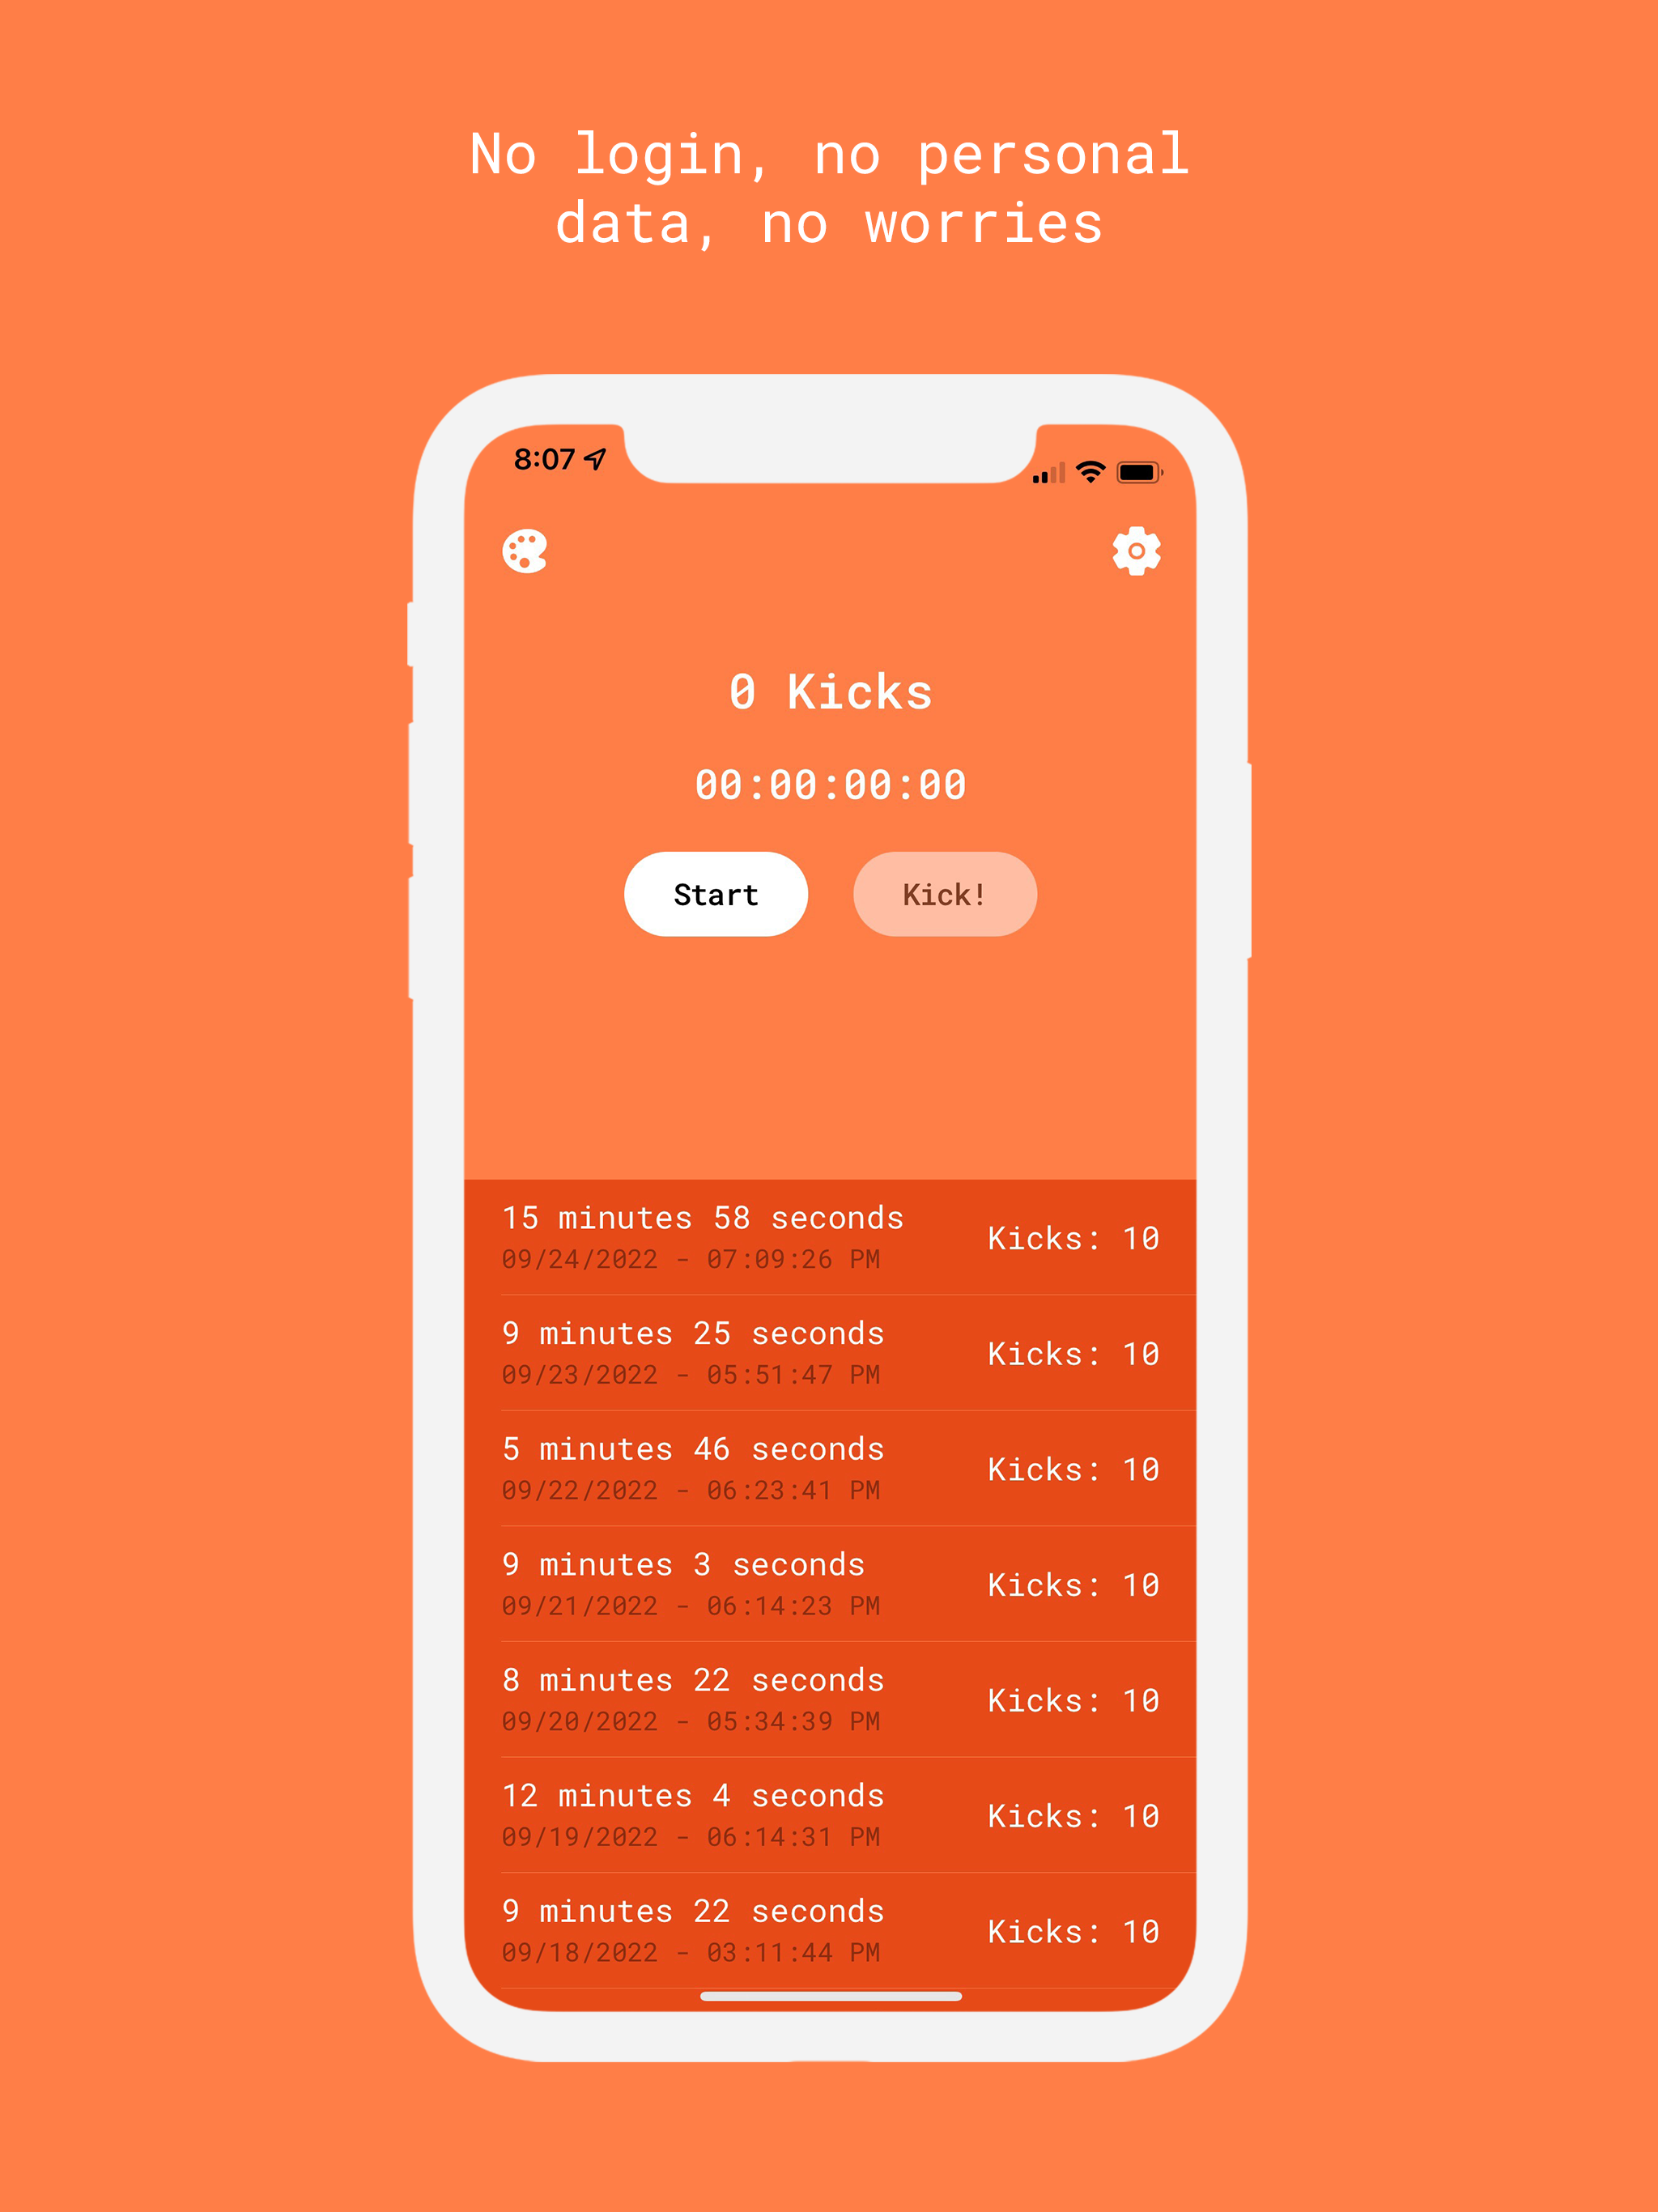 No login, no personal
data, no worries
8:07
0 Kicks
00:00:00:00
Start Kick!
15 minutes 58 seconds
09/24/2022 - 07:09:26 PM
Kicks: 10
9 minutes 25 seconds
09/23/2022 - 05:51:47 PM
Kicks: 10
5 minutes 46 seconds
09/22/2022 - 06:23:41 PM
Kicks: 10
9 minutes 3 seconds
09/21/2022 - 06:14:23 PM
Kicks: 10
8 minutes 22 seconds
09/20/2022 - 05:34:39 PM
Kicks: 10
12 minutes 4 seconds
09/19/2022 - 06:14:31 PM
Kicks: 10
9 minutes 22 seconds
09/18/2022 - 03:11:44 PM
Kicks: 10